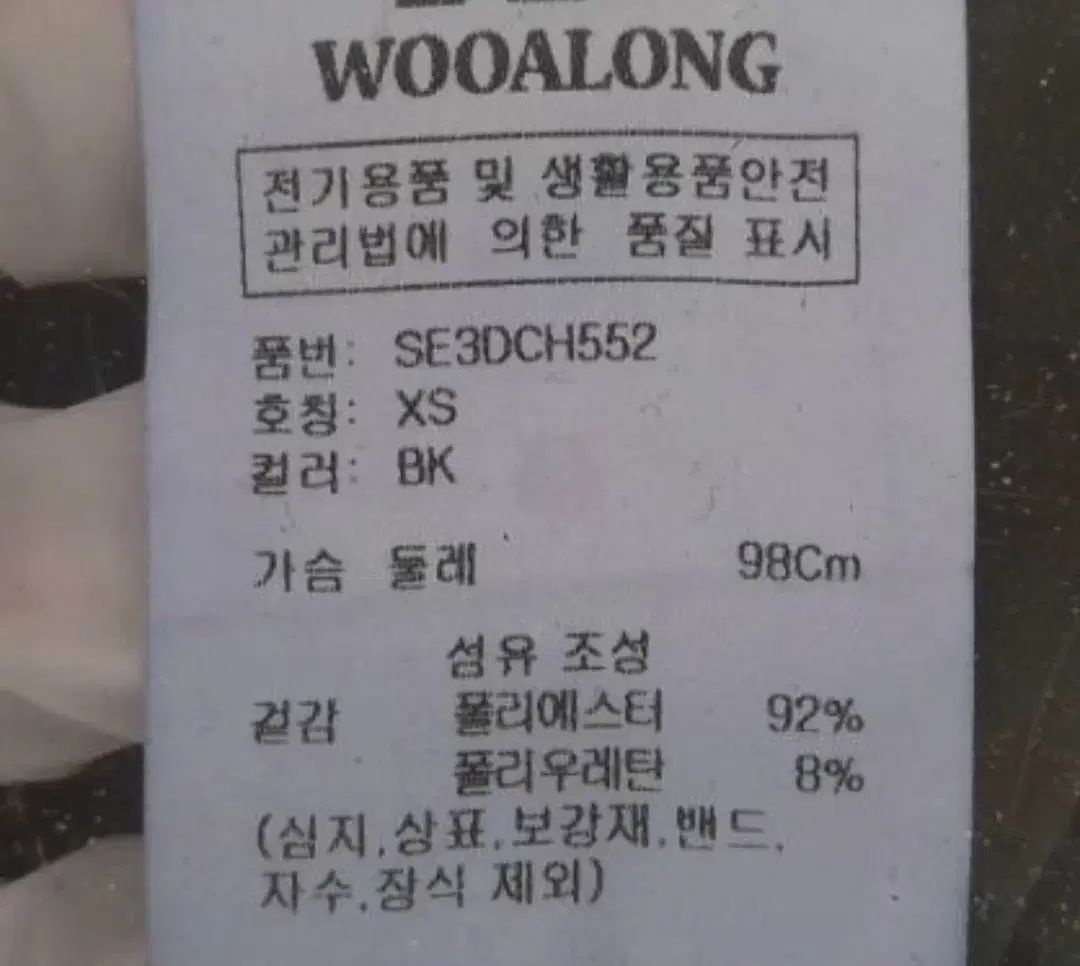 WOOALONG
전기용품 및 생활용품안전
관리법에 의한 품질 표시
품번: SE3DCH552
호칭: XS
컬러: BK
가슴 둘레 98Cm
섬유 조성
겉감 폴리에스터 92%
폴리우레탄 8%
(심지,상표,보강재,밴드,
자수,장식 제외)